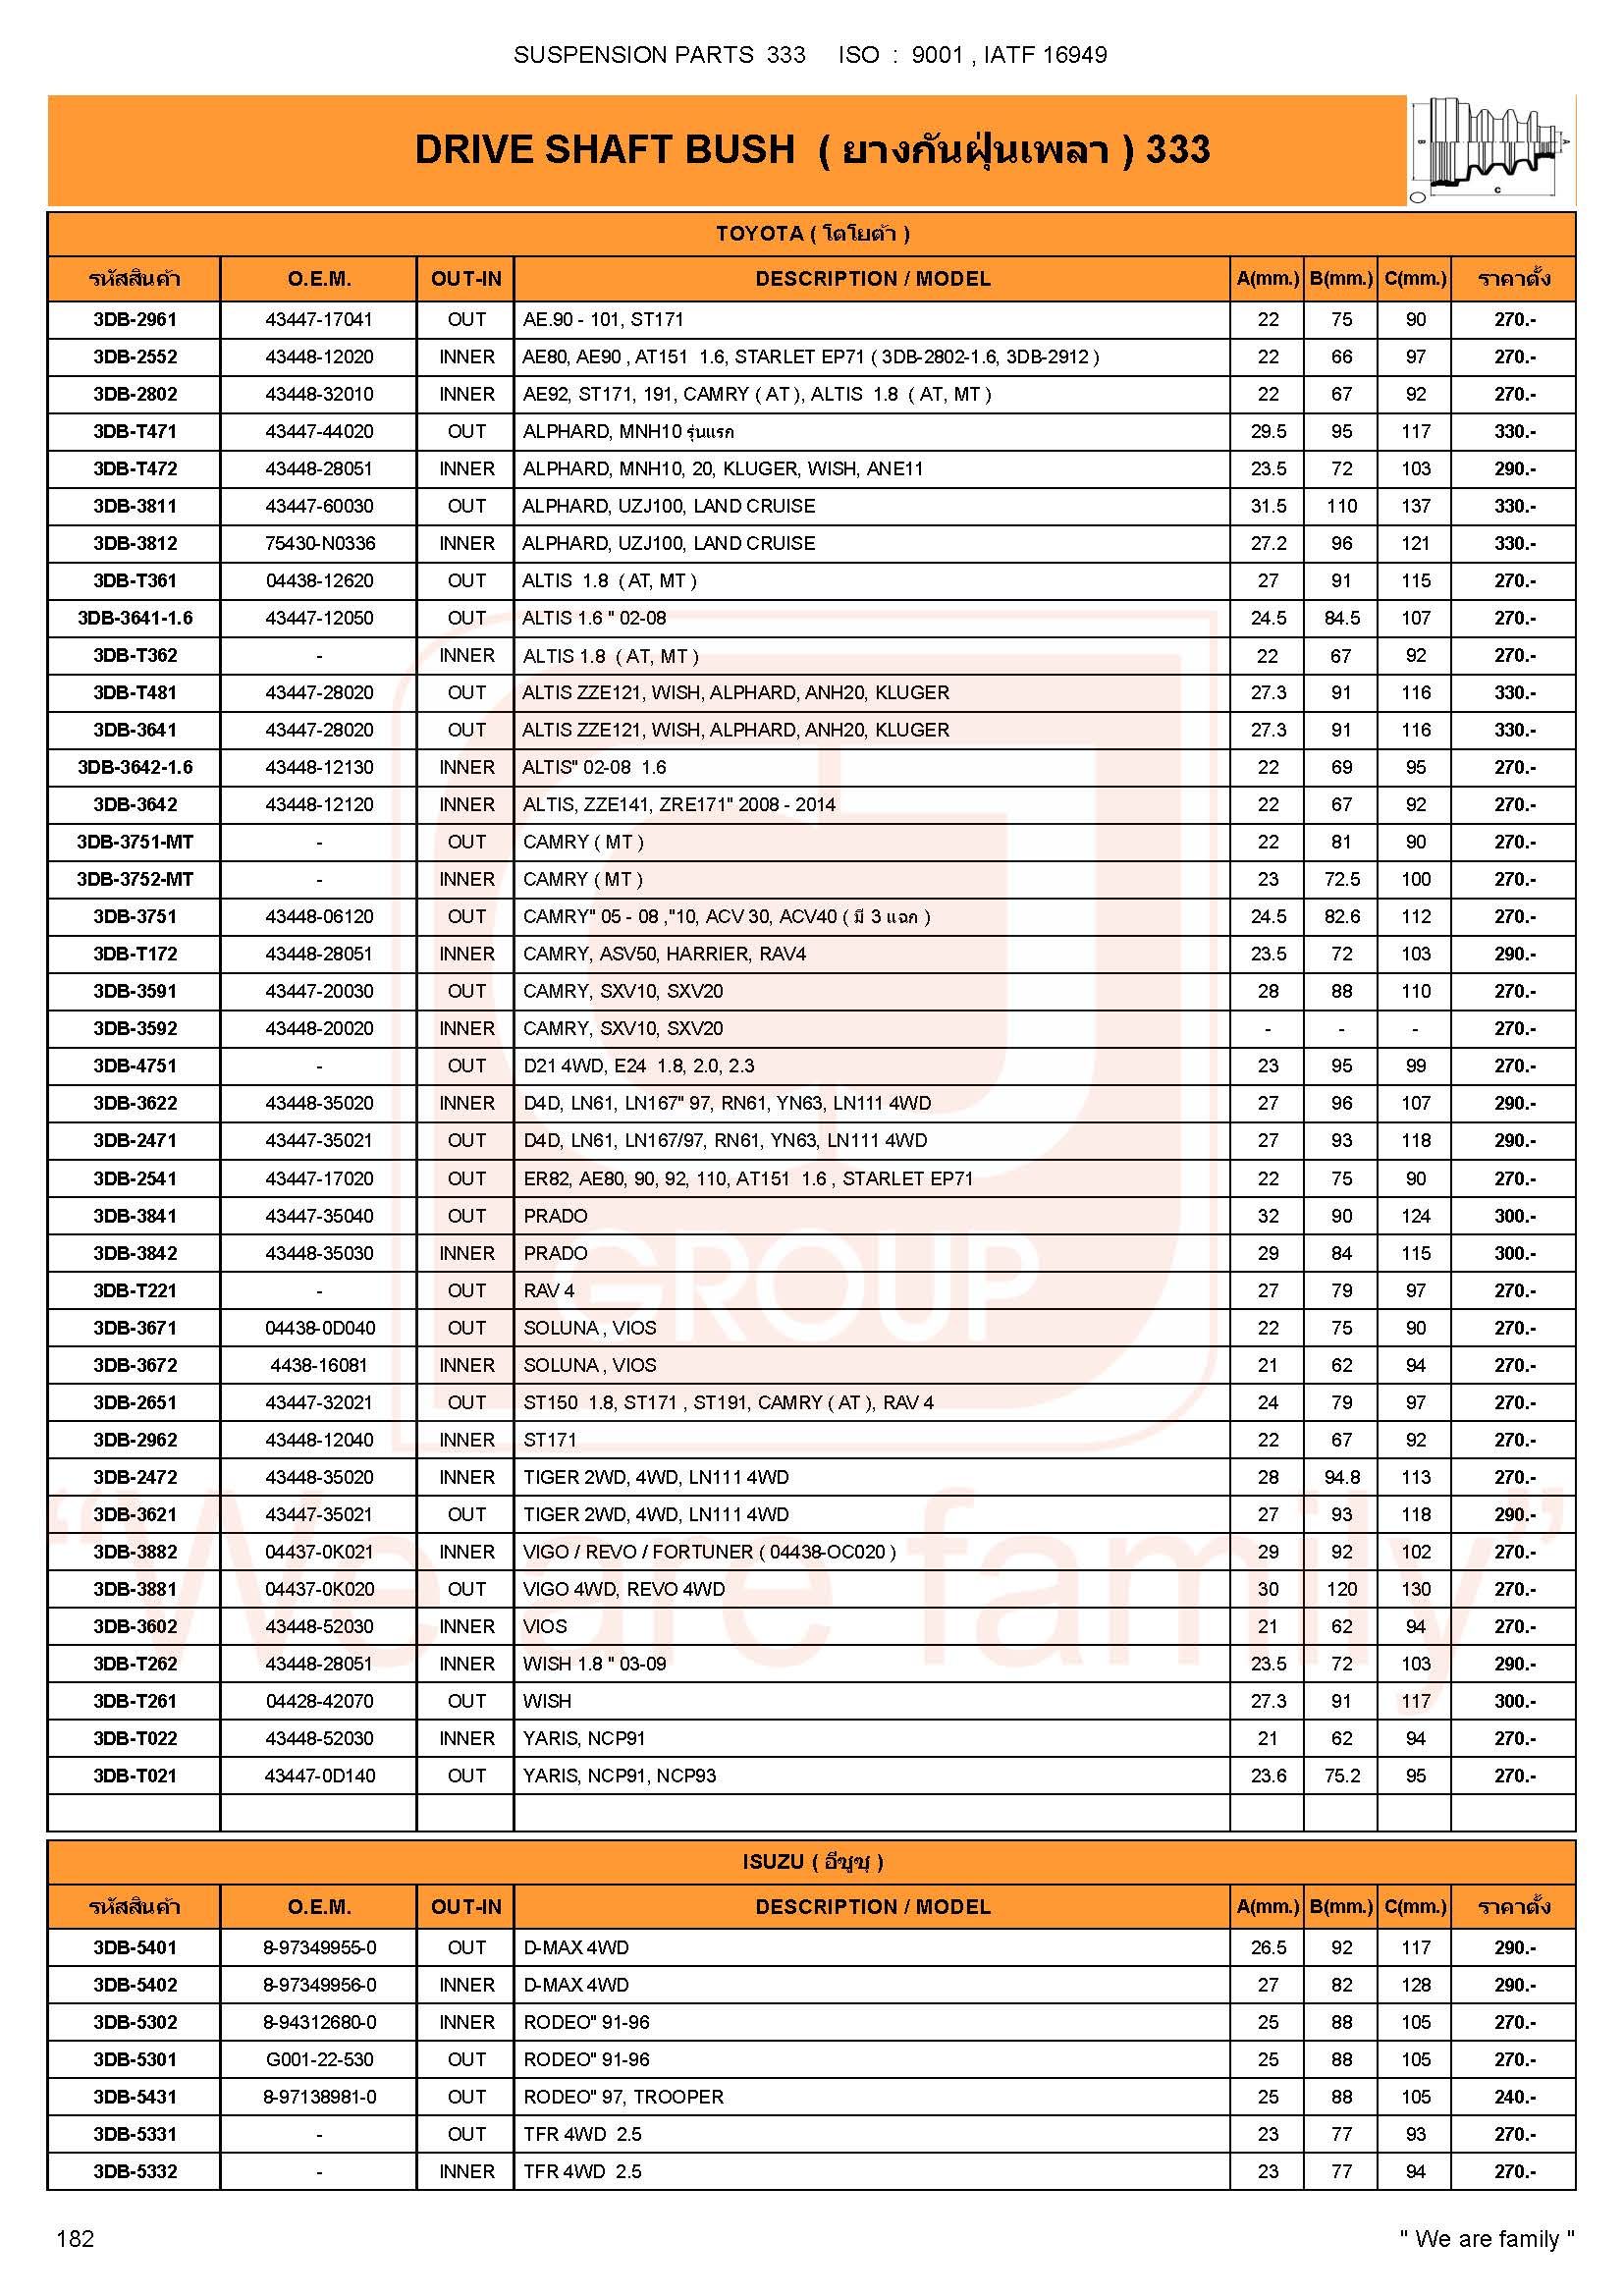 SUSPENSION PARTS 333 ISO : 9001 , IATF 16949
DRIVE SHAFT BUSH ( ยางกันฝุ่นเพลา ) 333
B A C
TOYOTA ( โตโยต้า )
รหัสสินค้า O.E.M. OUT-IN DESCRIPTION / MODEL A(mm.) B(mm.) C(mm.) ราคาตั้ง
3DB-2961 43447-17041 OUT AE.90 - 101, ST171 22 75 90 270.-
3DB-2552 43448-12020 INNER AE80, AE90 , AT151 1.6, STARLET EP71 ( 3DB-2802-1.6, 3DB-2912 ) 22 66 97 270.-
3DB-2802 43448-32010 INNER AE92, ST171, 191, CAMRY ( AT ), ALTIS 1.8 ( AT, MT ) 22 67 92 270.-
3DB-T471 43447-44020 OUT ALPHARD, MNH10 รุ่นแรก 29.5 95 117 330.-
3DB-T472 43448-28051 INNER ALPHARD, MNH10, 20, KLUGER, WISH, ANE11 23.5 72 103 290.-
3DB-3811 43447-60030 OUT ALPHARD, UZJ100, LAND CRUISE 31.5 110 137 330.-
3DB-3812 75430-N0336 INNER ALPHARD, UZJ100, LAND CRUISE 27.2 96 121 330.-
3DB-T361 04438-12620 OUT ALTIS 1.8 ( AT, MT ) 27 91 115 270.-
3DB-3641-1.6 43447-12050 OUT ALTIS 1.6 " 02-08 24.5 84.5 107 270.-
3DB-T362 - INNER ALTIS 1.8 ( AT, MT ) 22 67 92 270.-
3DB-T481 43447-28020 OUT ALTIS ZZE121, WISH, ALPHARD, ANH20, KLUGER 27.3 91 116 330.-
3DB-3641 43447-28020 OUT ALTIS ZZE121, WISH, ALPHARD, ANH20, KLUGER 27.3 91 116 330.-
3DB-3642-1.6 43448-12130 INNER ALTIS" 02-08 1.6 22 69 95 270.-
3DB-3642 43448-12120 INNER ALTIS, ZZE141, ZRE171" 2008 - 2014 22 67 92 270.-
3DB-3751-MT - OUT CAMRY ( MT ) 22 81 90 270.-
3DB-3752-MT - INNER CAMRY ( MT ) 23 72.5 100 270.-
3DB-3751 43448-06120 OUT CAMRY" 05 - 08 ,"10, ACV 30, ACV40 ( มี 3 แฉก ) 24.5 82.6 112 270.-
3DB-T172 43448-28051 INNER CAMRY, ASV50, HARRIER, RAV4 23.5 72 103 290.-
3DB-3591 43447-20030 OUT CAMRY, SXV10, SXV20 28 88 110 270.-
3DB-3592 43448-20020 INNER CAMRY, SXV10, SXV20 - - - 270.-
3DB-4751 - OUT D21 4WD, E24 1.8, 2.0, 2.3 23 95 99 270.-
3DB-3622 43448-35020 INNER D4D, LN61, LN167" 97, RN61, YN63, LN111 4WD 27 96 107 290.-
3DB-2471 43447-35021 OUT D4D, LN61, LN167/97, RN61, YN63, LN111 4WD 27 93 118 290.-
3DB-2541 43447-17020 OUT ER82, AE80, 90, 92, 110, AT151 1.6 , STARLET EP71 22 75 90 270.-
3DB-3841 43447-35040 OUT PRADO 32 90 124 300.-
3DB-3842 43448-35030 INNER PRADO 29 84 115 300.-
3DB-T221 - OUT RAV 4 27 79 97 270.-
3DB-3671 04438-0D040 OUT SOLUNA , VIOS 22 75 90 270.-
3DB-3672 4438-16081 INNER SOLUNA , VIOS 21 62 94 270.-
3DB-2651 43447-32021 OUT ST150 1.8, ST171 , ST191, CAMRY ( AT ), RAV 4 24 79 97 270.-
3DB-2962 43448-12040 INNER ST171 22 67 92 270.-
3DB-2472 43448-35020 INNER TIGER 2WD, 4WD, LN111 4WD 28 94.8 113 270.-
3DB-3621 43447-35021 OUT TIGER 2WD, 4WD, LN111 4WD 27 93 118 290.-
3DB-3882 04437-0K021 INNER VIGO / REVO / FORTUNER ( 04438-OC020 ) 29 92 102 270.-
3DB-3881 04437-0K020 OUT VIGO 4WD, REVO 4WD 30 120 130 270.-
3DB-3602 43448-52030 INNER VIOS 21 62 94 270.-
3DB-T262 43448-28051 INNER WISH 1.8 " 03-09 23.5 72 103 290.-
3DB-T261 04428-42070 OUT WISH 27.3 91 117 300.-
3DB-T022 43448-52030 INNER YARIS, NCP91 21 62 94 270.-
3DB-T021 43447-0D140 OUT YARIS, NCP91, NCP93 23.6 75.2 95 270.-
GROUP
“We are family”
ISUZU ( อีซูซุ )
รหัสสินค้า O.E.M. OUT-IN DESCRIPTION / MODEL A(mm.) B(mm.) C(mm.) ราคาตั้ง
3DB-5401 8-97349955-0 OUT D-MAX 4WD 26.5 92 117 290.-
3DB-5402 8-97349956-0 INNER D-MAX 4WD 27 82 128 290.-
3DB-5302 8-94312680-0 INNER RODEO" 91-96 25 88 105 270.-
3DB-5301 G001-22-530 OUT RODEO" 91-96 25 88 105 270.-
3DB-5431 8-97138981-0 OUT RODEO" 97, TROOPER 25 88 105 240.-
3DB-5331 - OUT TFR 4WD 2.5 23 77 93 270.-
3DB-5332 - INNER TFR 4WD 2.5 23 77 94 270.-
182 " We are family "